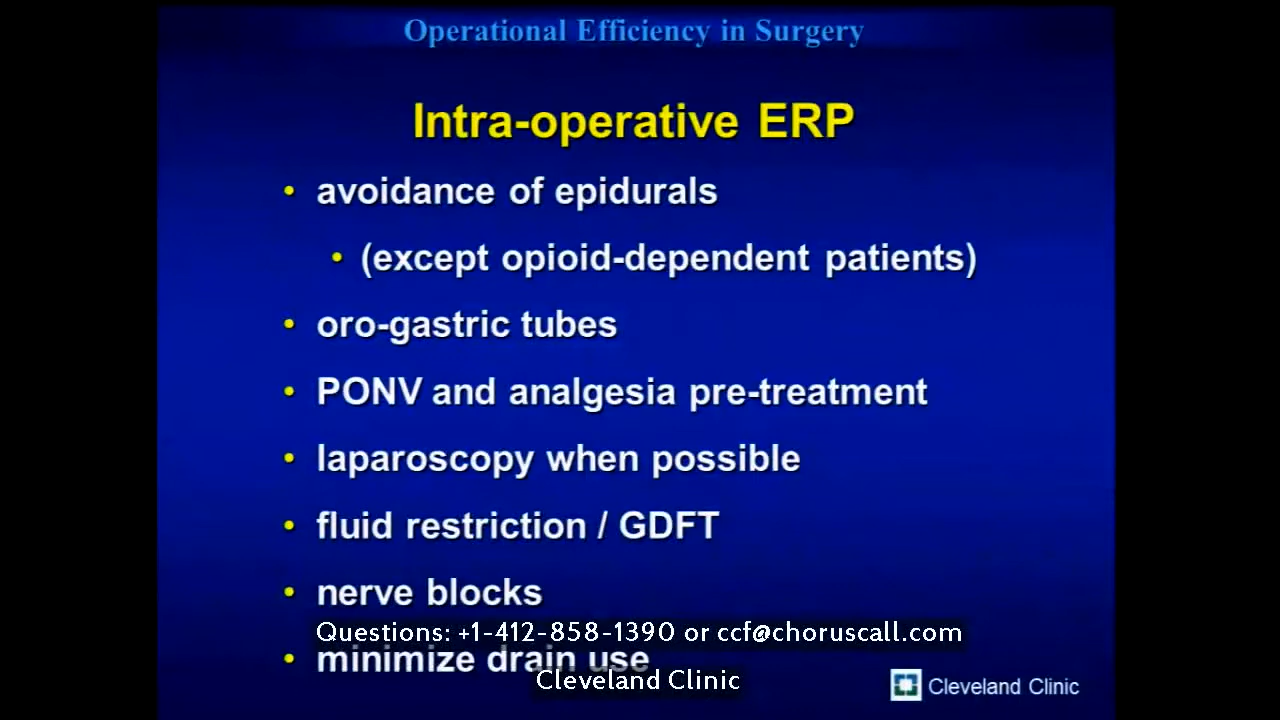 Operational Efficiency in Surgery
Intra-operative ERP
• avoidance of epidurals
• (except opioid-dependent patients)
• oro-gastric tubes
• PONV and analgesia pre-treatment
• laparoscopy when possible
• fluid restriction / GDFT
• nerve blocks
Questions: +1-412-858-1390 or ccf@choruscall.com
• minimize drain use
Cleveland Clinic
Cleveland Clinic